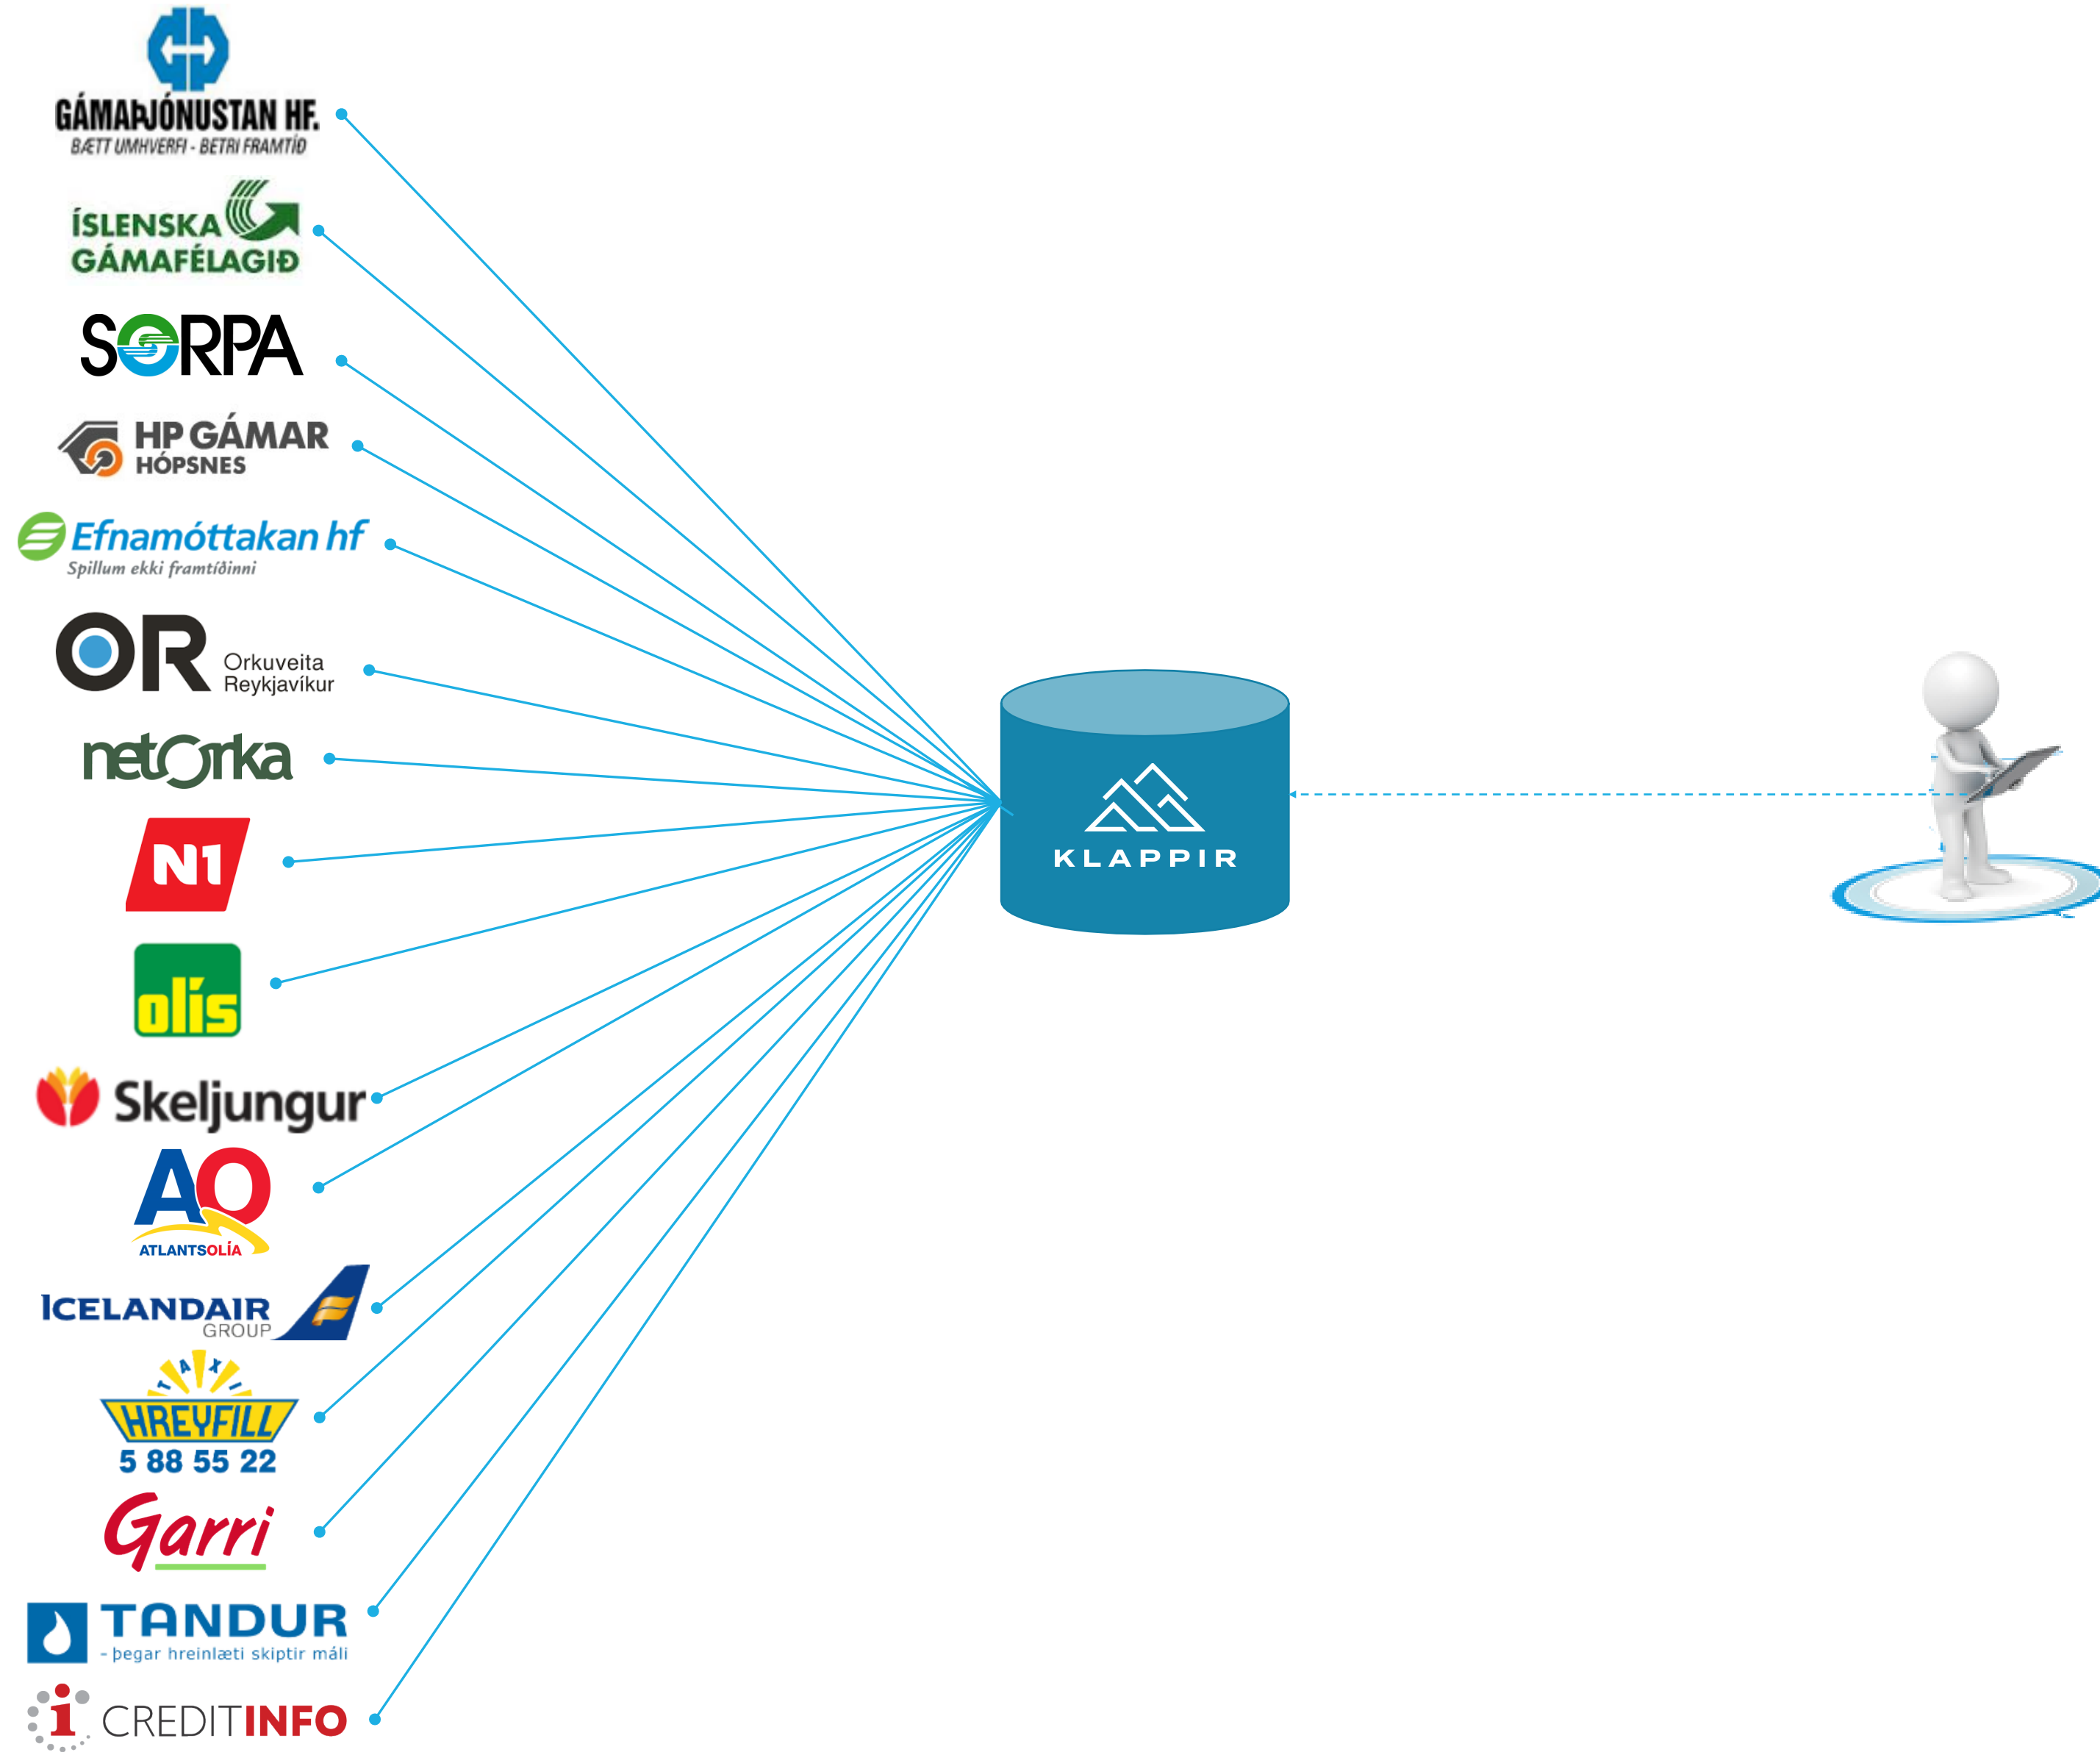 GÁMAÞJÓNUSTAN HF.
BÆTT UMHVERFI - BETRI FRAMTÍÐ
ÍSLENSKA
GÁMAFÉLAGIÐ
SORPA
HP GÁMAR
HÓPSNES
Efnamóttakan hf
Spillum ekki framtíðinni
OR Orkuveita
Reykjavíkur
netorka
N1
olís
Skeljungur
AO
ATLANTSOLÍA
ICELANDAIR
GROUP
TAXI
HREYFILL
5 88 55 22
Garri
TANDUR
- þegar hreinlæti skiptir máli
CREDITINFO
KLAPPIR